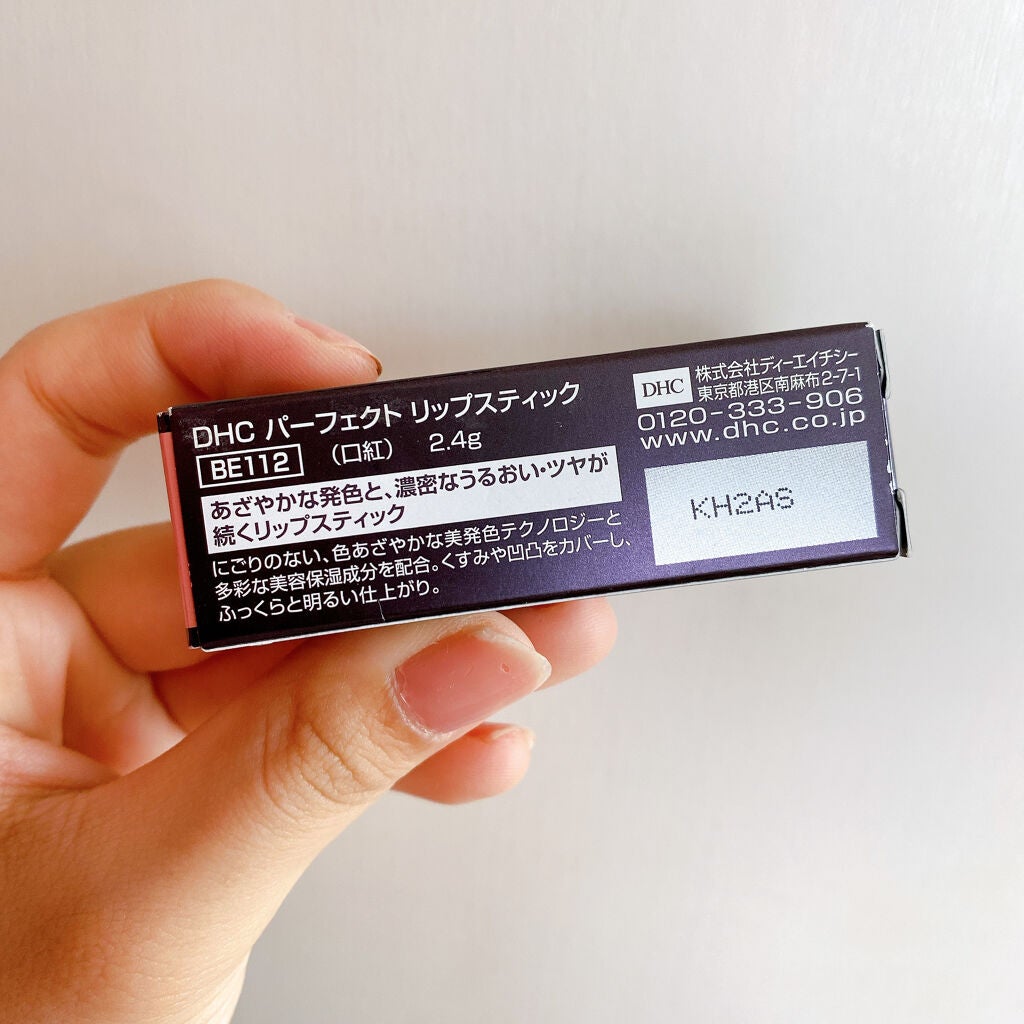 DHC パーフェクト リップスティック
BE112 （口紅） 2.4g
あざやかな発色と、濃密なうるおい・ツヤが
続くリップスティック
にごりのない、色あざやかな美発色テクノロジーと
多彩な美容保湿成分を配合。くすみや凹凸をカバーし、
ふっくらと明るい仕上がり。
DHC
株式会社ディーエイチシー
東京都港区南麻布2-7-1
0120-333-906
www.dhc.co.jp
KH2AS